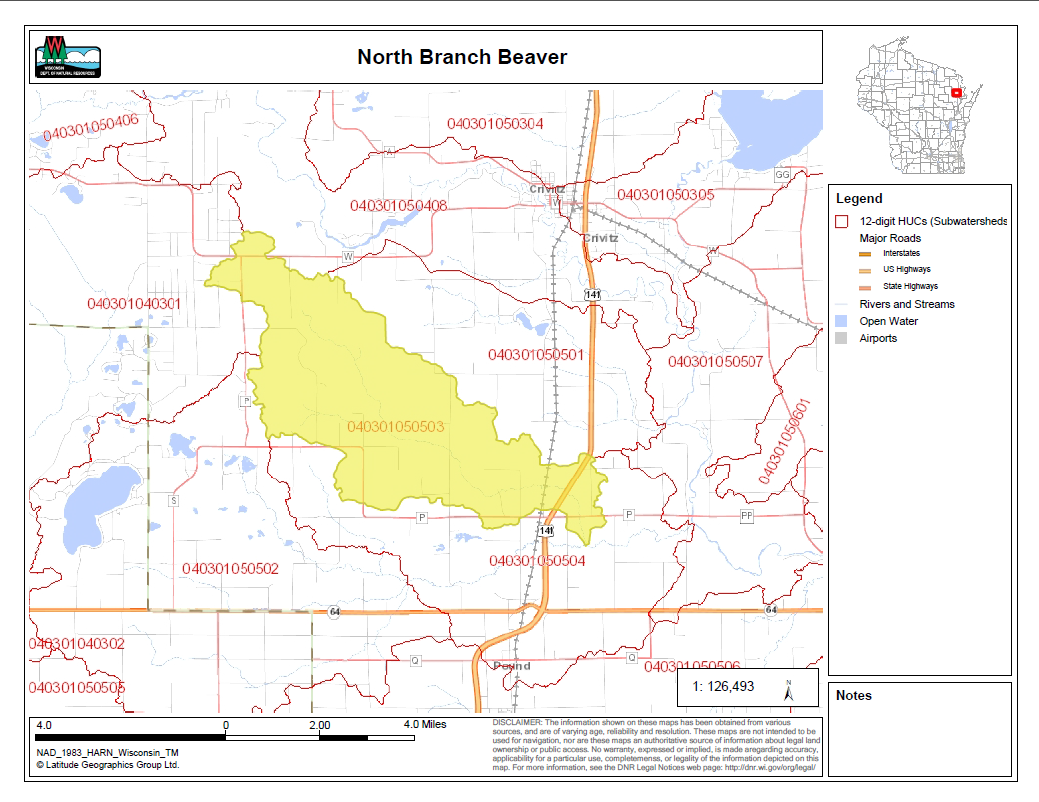 WISCONSIN
DEPT. OF NATURAL RESOURCES
North Branch Beaver
040301050406
040301050304
A
GG
Crivitz
W
040301050305
040301050408
Crivitz
W
W
141
040301040301
040301050501
040301050507
P
040301050601
040301050503
S
P
P
PP
141
040301050504
040301050502
64
64
040301040302
Q
Q
Pound
040301050506
040301050505
1: 126,493
N
Legend
12-digit HUCs (Subwatersheds
Major Roads
Interstates
US Highways
State Highways
Rivers and Streams
Open Water
Airports
Notes
4.0 0 2.00 4.0 Miles
NAD_1983_HARN_Wisconsin_TM
© Latitude Geographics Group Ltd.
DISCLAIMER: The information shown on these maps has been obtained from various
sources, and are of varying age, reliability and resolution. These maps are not intended to be
used for navigation, nor are these maps an authoritative source of information about legal land
ownership or public access. No warranty, expressed or implied, is made aregarding accuracy,
applicability for a particular use, completemenss, or legality of the information depicted on this
map. For more information, see the DNR Legal Notices web page: http://dnr.wi.gov/org/legal/